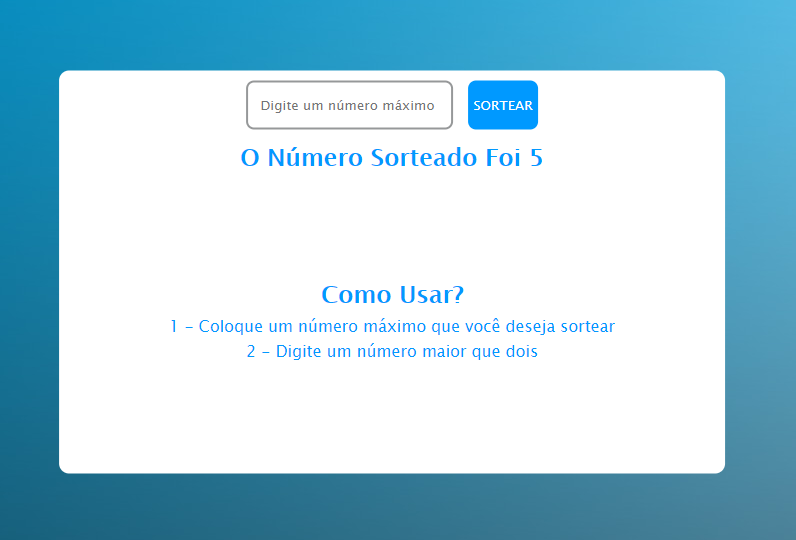 Digite um número máximo
SORTEAR
O Número Sorteado Foi 5
Como Usar?
1 - Coloque um número máximo que você deseja sortear
2 - Digite um número maior que dois